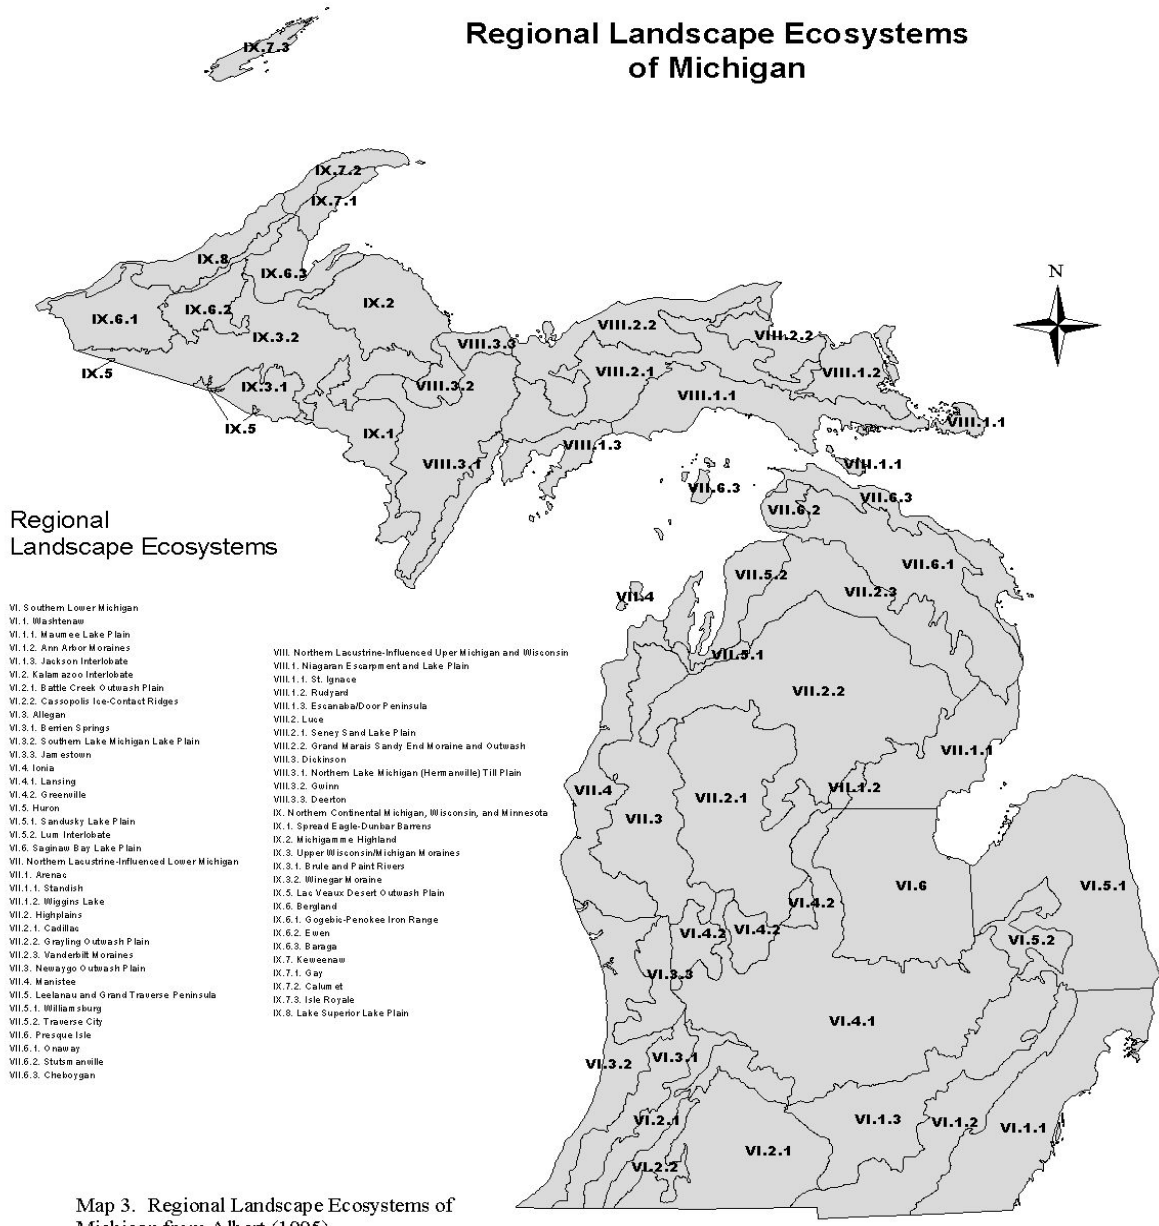 Regional Landscape Ecosystems
of Michigan
IX.7.3
IX.7.2
IX.7.1
IX.8
IX.6.3
N
IX.2
IX.6.2
IX.6.1
VIII.2.2
VIII.2.2
IX.3.2
VIII.3.3
IX.5
VIII.2.1
VIII.1.2
IX.3.1
VIII.3.2
VIII.1.1
IX.5
VIII.1.1
IX.1
VIII.1.3
VIII.3.1
VIII.1.1
VII.6.3
VII.6.3
VII.6.2
VII.6.1
VII.5.2
VII.2.3
VII.4
VII.5.1
VII.2.2
VII.1.1
VII.4
VII.2.1
VII.1.2
VII.3
VI.6
VI.5.1
VI.4.2
VI.4.2
VI.4.2
VI.5.2
VI.3.3
VI.4.1
VI.3.2
VI.3.1
VI.2.1
VI.1.3
VI.1.2
VI.1.1
VI.2.1
VI.2.2
Regional
Landscape Ecosystems
VI. Southern Lower Michigan
VI.1. Washtenaw
VI.1.1. Maumee Lake Plain
VI.1.2. Ann Arbor Moraines
VI.1.3. Jackson Interlobate
VI.2. Kalamazoo Interlobate
VI.2.1. Battle Creek Outwash Plain
VI.2.2. Cassopolis Ice-Contact Ridges
VI.3. Allegan
VI.3.1. Berrien Springs
VI.3.2. Southern Lake Michigan Lake Plain
VI.3.3. Jamestown
VI.4. Ionia
VI.4.1. Lansing
VI.4.2. Greenville
VI.5. Huron
VI.5.1. Sandusky Lake Plain
VI.5.2. Lum Interlobate
VI.6. Saginaw Bay Lake Plain
VII. Northern Lacustrine-Influenced Lower Michigan
VII.1. Arenac
VII.1.1. Standish
VII.1.2. Wiggins Lake
VII.2. Highplains
VII.2.1. Cadillac
VII.2.2. Grayling Outwash Plain
VII.2.3. Vanderbilt Moraines
VII.3. Newaygo Outwash Plain
VII.4. Manistee
VII.5. Leelanau and Grand Traverse Peninsula
VII.5.1. Williamsburg
VII.5.2. Traverse City
VII.6. Presque Isle
VII.6.1. Onaway
VII.6.2. Stutsmanville
VII.6.3. Cheboygan
VIII. Northern Lacustrine-Influenced Uper Michigan and Wisconsin
VIII.1. Niagaran Escarpment and Lake Plain
VIII.1.1. St. Ignace
VIII.1.2. Rudyard
VIII.1.3. Escanaba/Door Peninsula
VIII.2. Luce
VIII.2.1. Seney Sand Lake Plain
VIII.2.2. Grand Marais Sandy End Moraine and Outwash
VIII.3. Dickinson
VIII.3.1. Northern Lake Michigan (Hermanville) Till Plain
VIII.3.2. Gwinn
VIII.3.3. Deerton
IX. Northern Continental Michigan, Wisconsin, and Minnesota
IX.1. Spread Eagle-Dunbar Barrens
IX.2. Michigamme Highland
IX.3. Upper Wisconsin/Michigan Moraines
IX.3.1. Brule and Paint Rivers
IX.3.2. Winegar Moraine
IX.5. Lac Veaux Desert Outwash Plain
IX.6. Bergland
IX.6.1. Gogebic-Penokee Iron Range
IX.6.2. Ewen
IX.6.3. Baraga
IX.7. Keweenaw
IX.7.1. Gay
IX.7.2. Calumet
IX.7.3. Isle Royale
IX.8. Lake Superior Lake Plain
Map 3. Regional Landscape Ecosystems of
Michigan from Albert (1995)